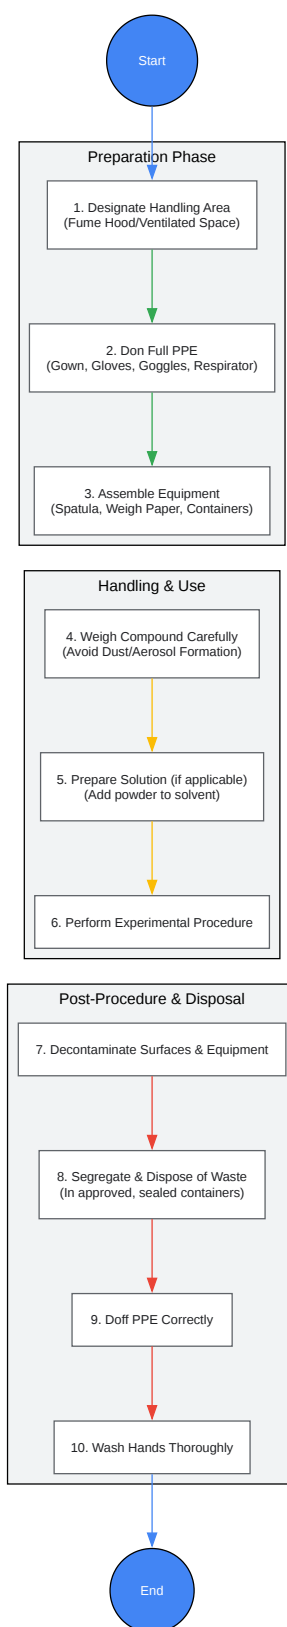 Start
Preparation Phase
1. Designate Handling Area
(Fume Hood/Ventilated Space)
2. Don Full PPE
(Gown, Gloves, Goggles, Respirator)
3. Assemble Equipment
(Spatula, Weigh Paper, Containers)
Handling & Use
4. Weigh Compound Carefully
(Avoid Dust/Aerosol Formation)
5. Prepare Solution (if applicable)
(Add powder to solvent)
6. Perform Experimental Procedure
Post-Procedure & Disposal
7. Decontaminate Surfaces & Equipment
8. Segregate & Dispose of Waste
(In approved, sealed containers)
9. Doff PPE Correctly
10. Wash Hands Thoroughly
End